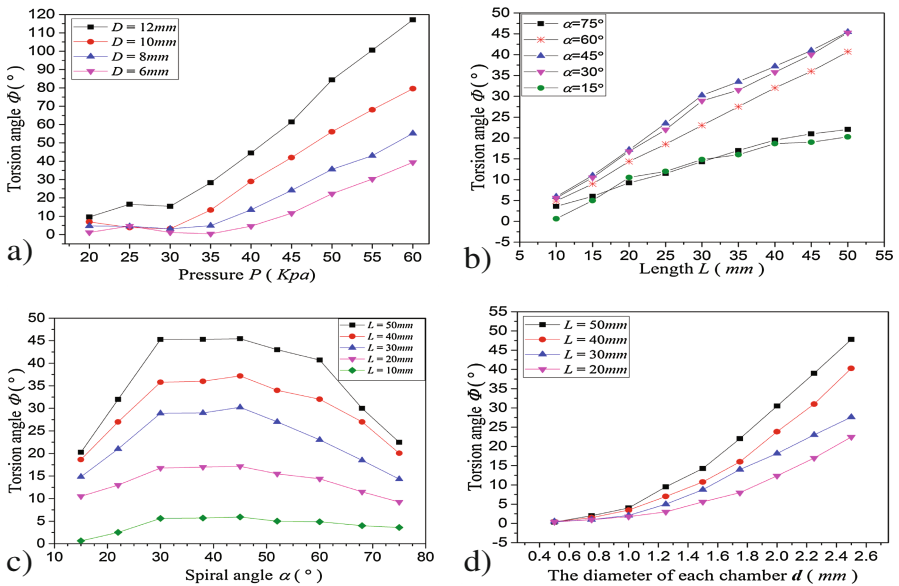 a)
Torsion angle Φ(°)
120
110
100
90
80
70
60
50
40
30
20
10
0
D = 12mm
D = 10mm
D = 8mm
D = 6mm
20 25 30 35 40 45 50 55 60
Pressure P ( Kpa)
b)
Torsion angle Φ(°)
45
40
35
30
25
20
15
10
5
0
-5
α=75°
α=60°
α=45°
α=30°
α=15°
5 10 15 20 25 30 35 40 45 50 55
Length L ( mm)
c)
Torsion angle Φ(°)
50
45
40
35
30
25
20
15
10
5
0
L = 50mm
L = 40mm
L = 30mm
L = 20mm
L = 10mm
10 20 30 40 50 60 70 80
Spiral angle α(°)
d)
Torsion angle Φ(°)
55
50
45
40
35
30
25
20
15
10
5
0
-5
L = 50mm
L = 40mm
L = 30mm
L = 20mm
0.4 0.6 0.8 1.0 1.2 1.4 1.6 1.8 2.0 2.2 2.4 2.6
The diameter of each chamber d ( mm)